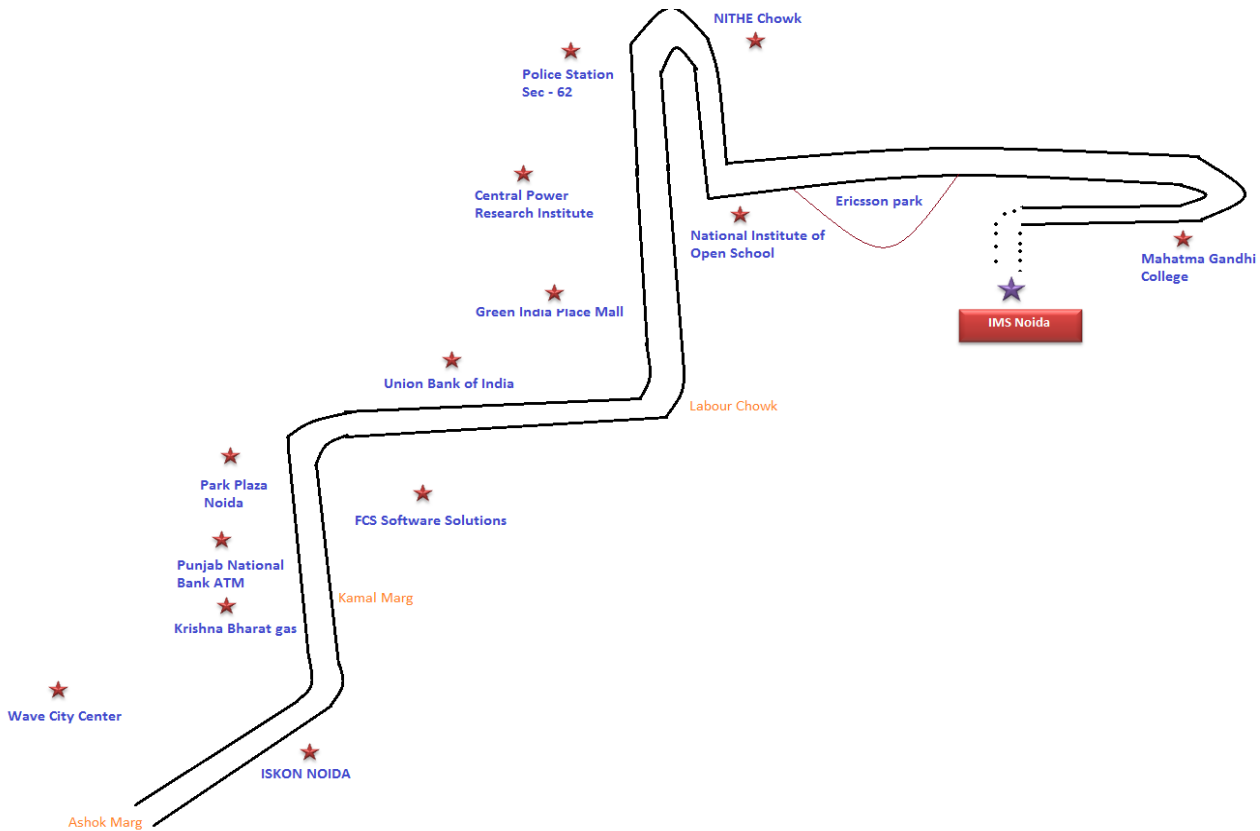 NITHE Chowk
Police Station
Sec - 62
Central Power
Research Institute
Ericsson park
National Institute of
Open School
Mahatma Gandhi
College
IMS Noida
Green India Place Mall
Union Bank of India
Labour Chowk
Park Plaza
Noida
FCS Software Solutions
Punjab National
Bank ATM
Kamal Marg
Krishna Bharat gas
Wave City Center
ISKON NOIDA
Ashok Marg